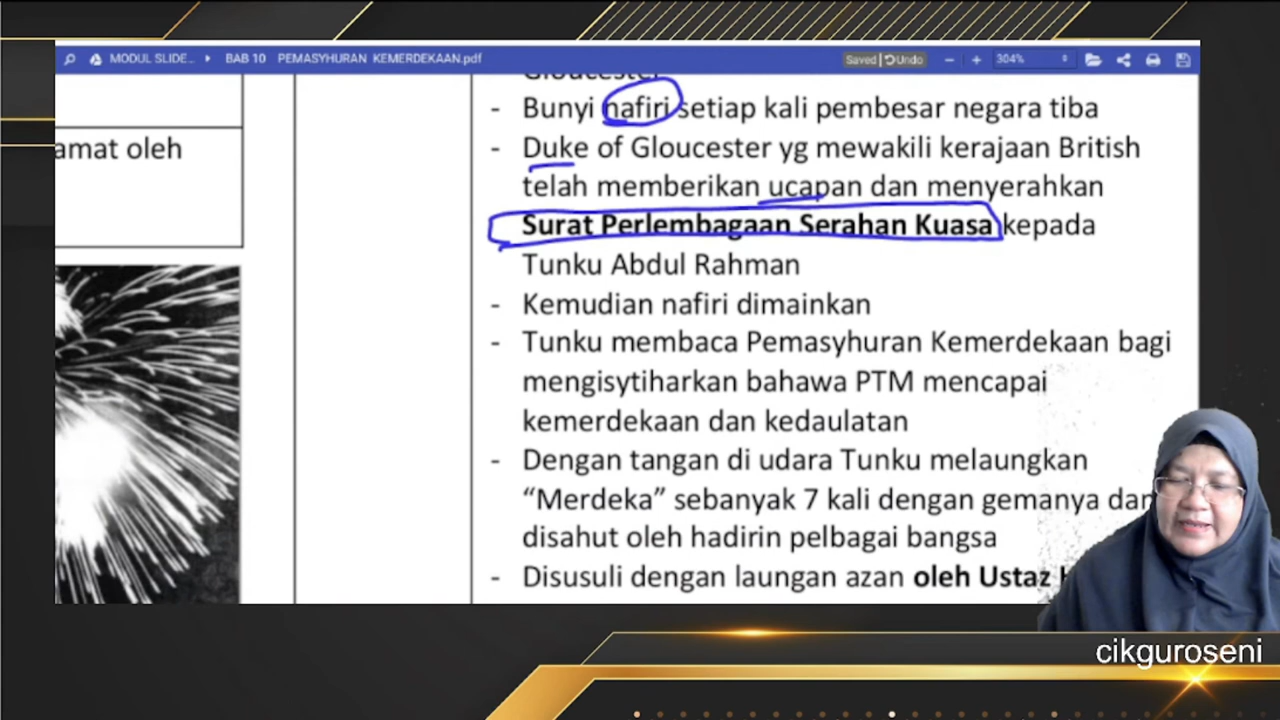 MODUL SLIDE... BAB 10 PEMASYHURAN KEMERDEKAAN.pdf Saved Undo 304%
Gloucester
- Bunyi nafiri setiap kali pembesar negara tiba
- Duke of Gloucester yg mewakili kerajaan British
amat oleh
telah memberikan ucapan dan menyerahkan
Surat Perlembagaan Serahan Kuasa kepada
Tunku Abdul Rahman
- Kemudian nafiri dimainkan
- Tunku membaca Pemasyhuran Kemerdekaan bagi
mengisytiharkan bahawa PTM mencapai
kemerdekaan dan kedaulatan
- Dengan tangan di udara Tunku melaungkan
“Merdeka” sebanyak 7 kali dengan gemanya dan
disahut oleh hadirin pelbagai bangsa
- Disusuli dengan laungan azan oleh Ustaz
cikguroseni